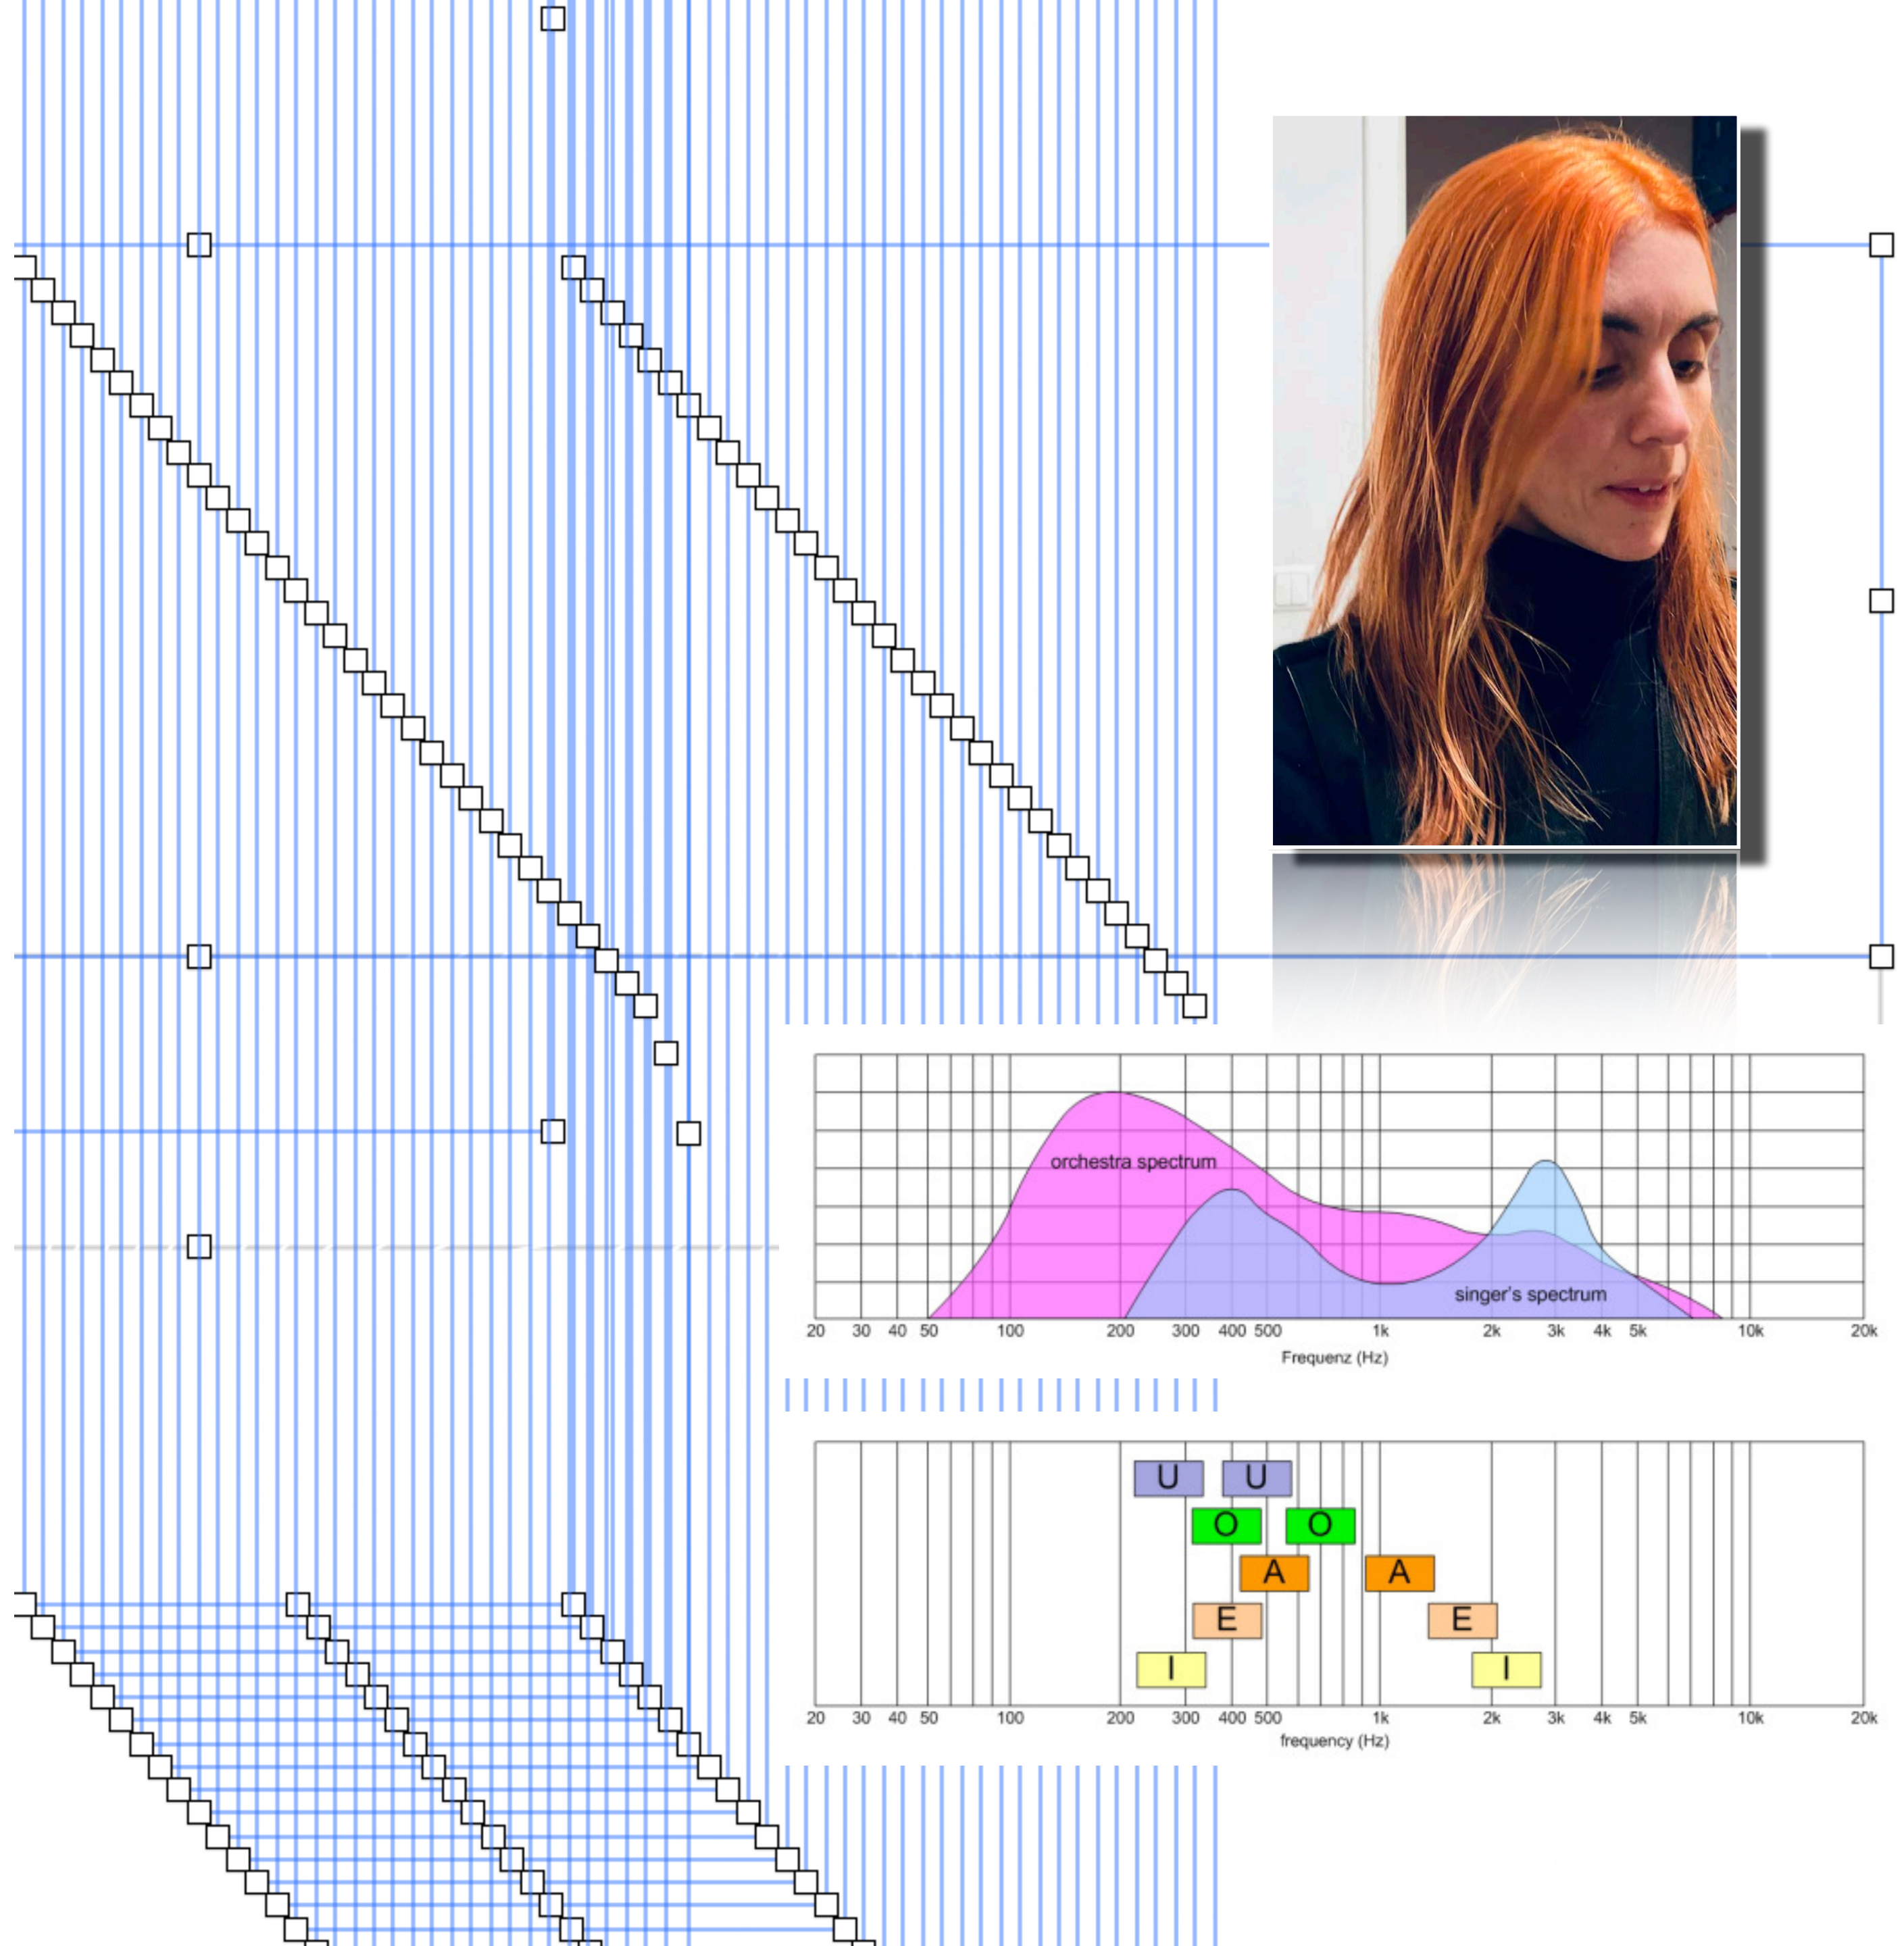 orchestra spectrum
singer's spectrum
20 30 40 50 100 200 300 400 500 1k 2k 3k 4k 5k 10k 20k
Frequenz (Hz)
U U
O O
A A
E E
I I
20 30 40 50 100 200 300 400 500 1k 2k 3k 4k 5k 10k 20k
frequency (Hz)